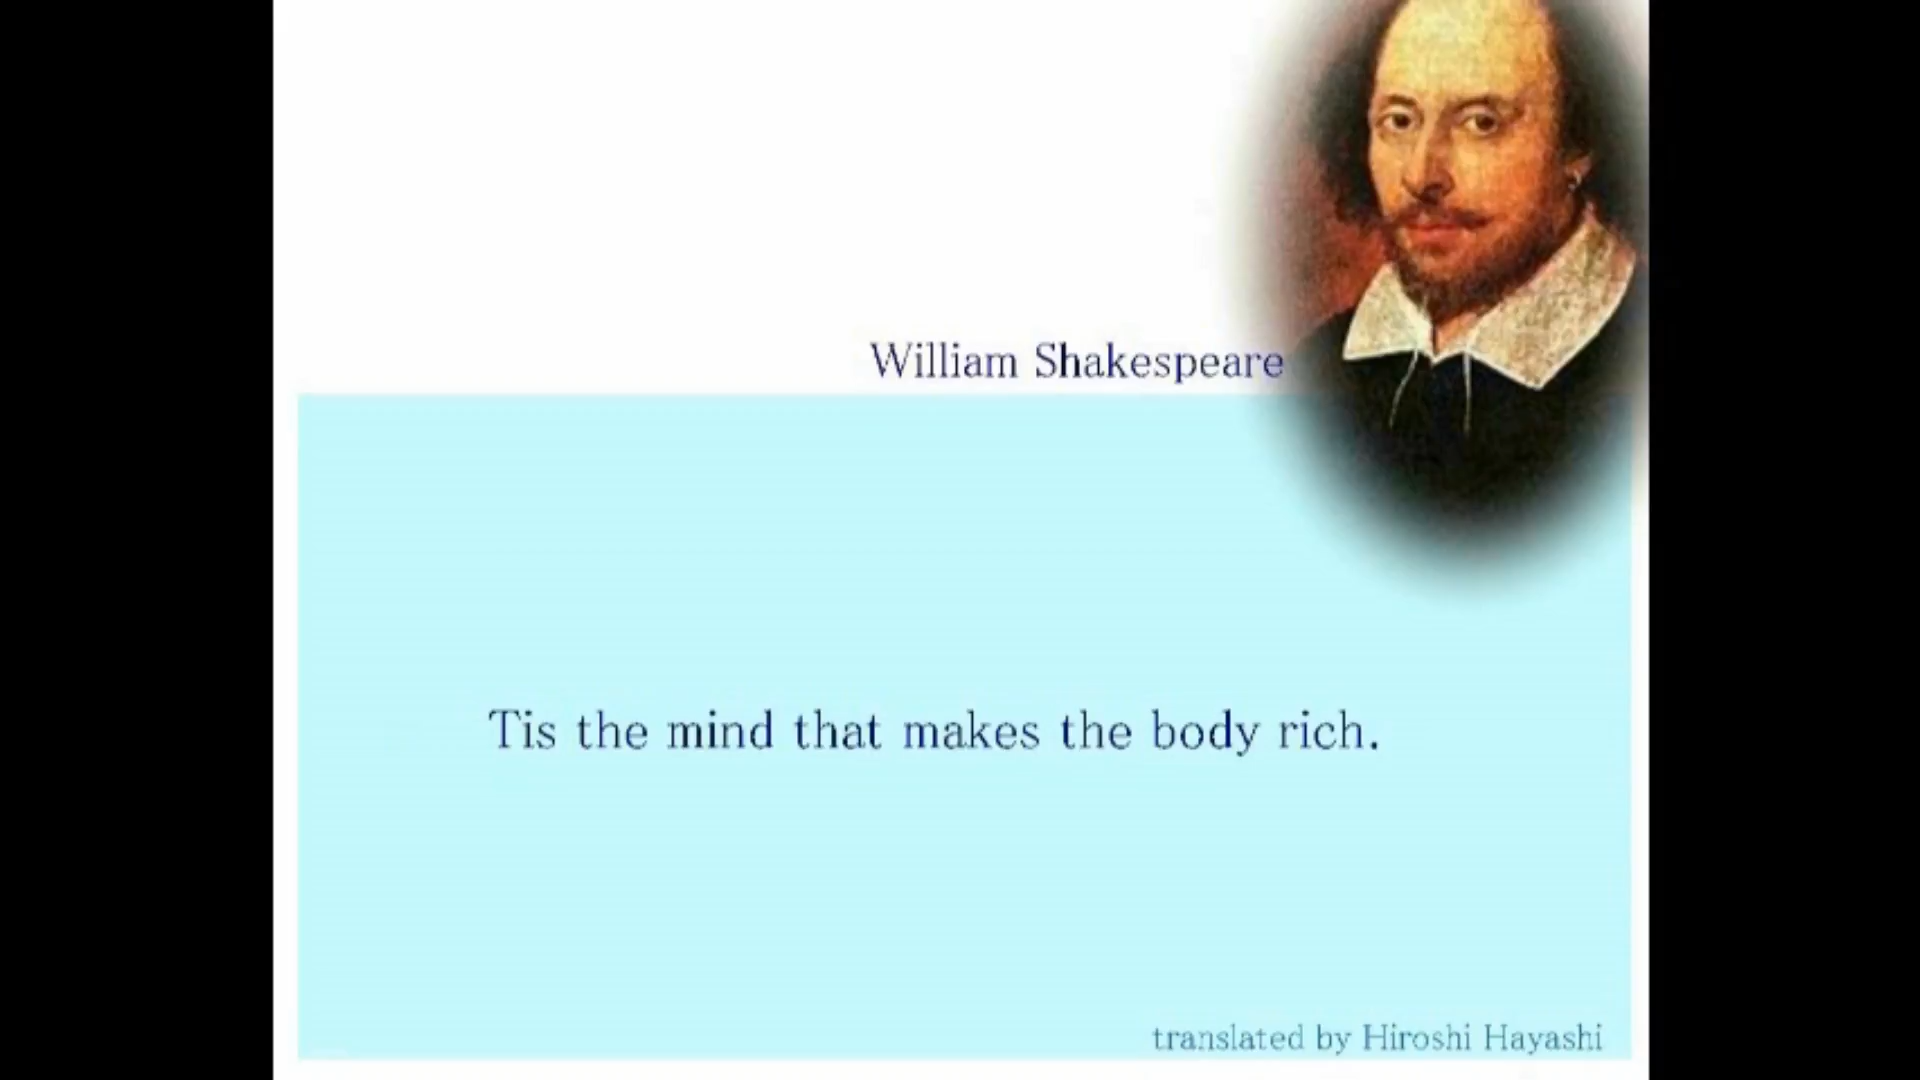 William Shakespeare
Tis the mind that makes the body rich.
translated by Hiroshi Hayashi